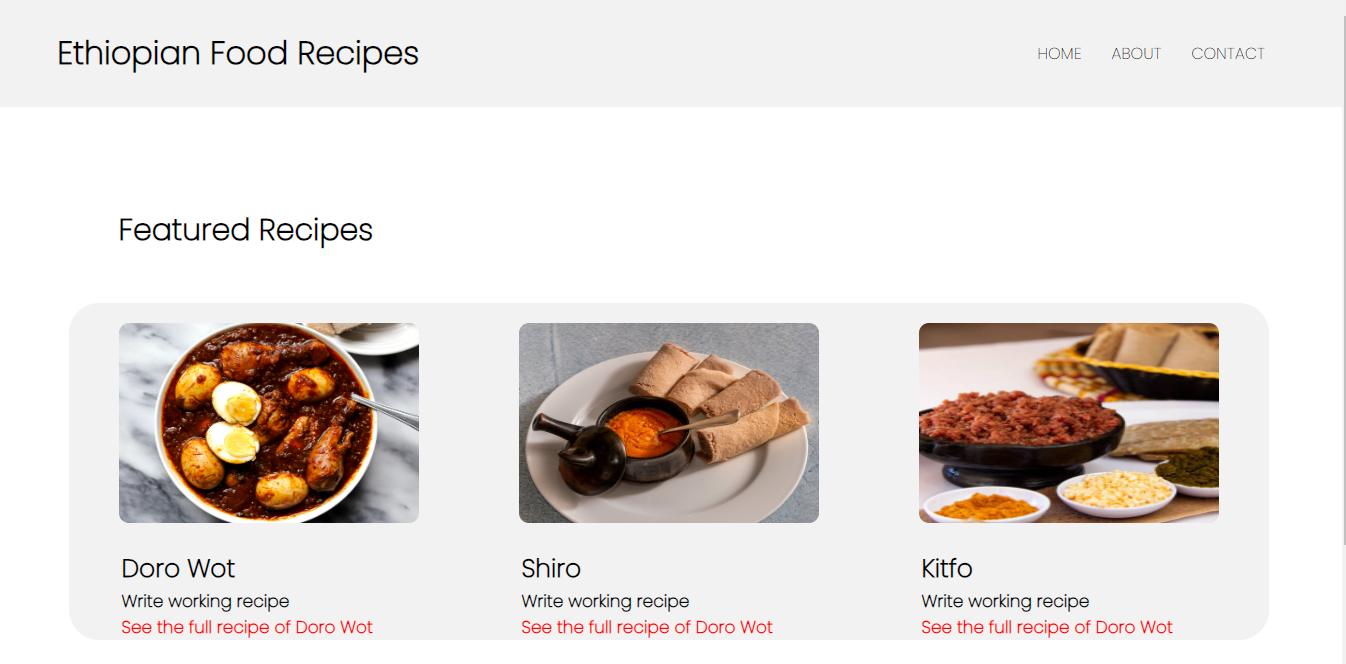 Ethiopian Food Recipes
HOME ABOUT CONTACT
Featured Recipes
Doro Wot
Write working recipe
See the full recipe of Doro Wot
Shiro
Write working recipe
See the full recipe of Doro Wot
Kitfo
Write working recipe
See the full recipe of Doro Wot